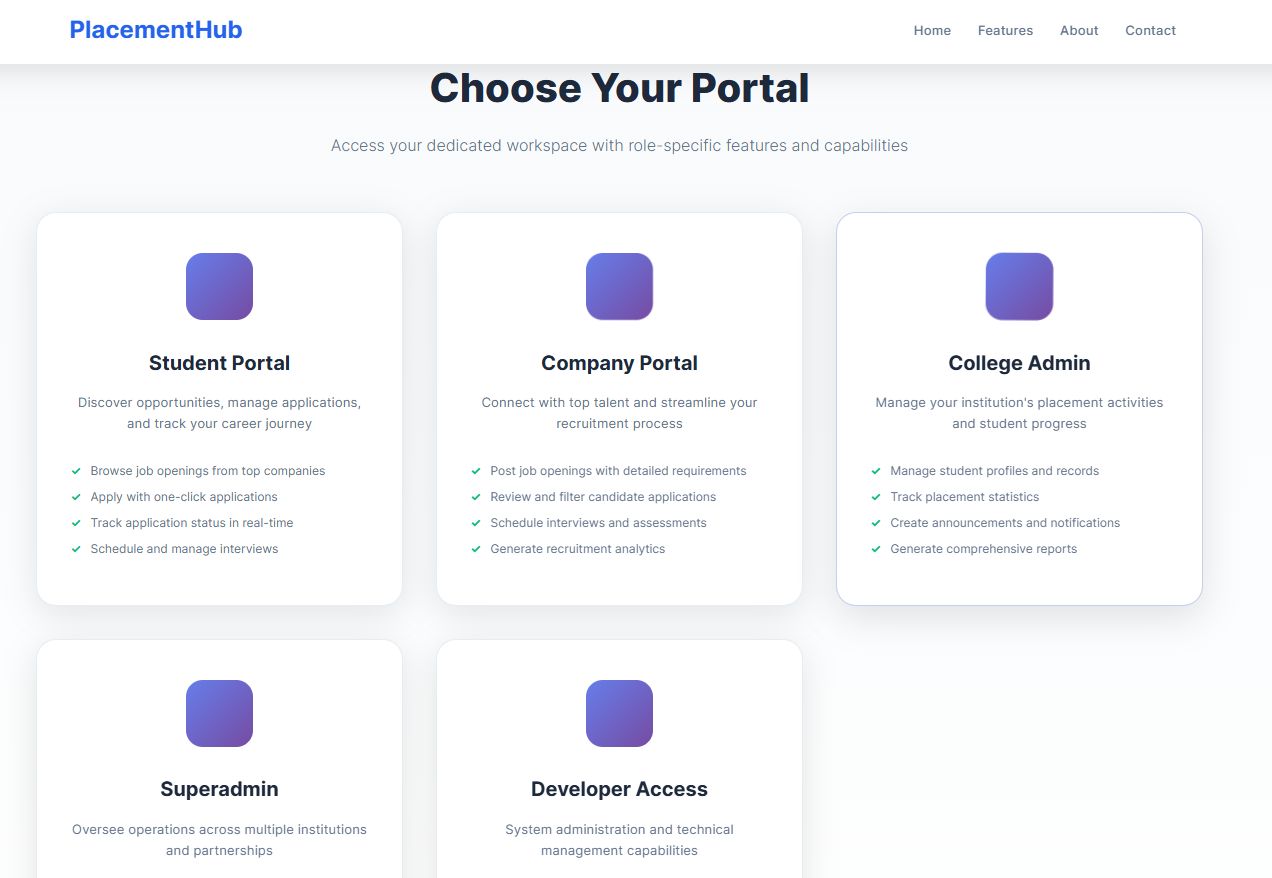 PlacementHub
Home
Features
About
Contact
Choose Your Portal
Access your dedicated workspace with role-specific features and capabilities
Student Portal
Discover opportunities, manage applications,
and track your career journey
Browse job openings from top companies
Apply with one-click applications
Track application status in real-time
Schedule and manage interviews
Company Portal
Connect with top talent and streamline your
recruitment process
Post job openings with detailed requirements
Review and filter candidate applications
Schedule interviews and assessments
Generate recruitment analytics
College Admin
Manage your institution's placement activities
and student progress
Manage student profiles and records
Track placement statistics
Create announcements and notifications
Generate comprehensive reports
Superadmin
Oversee operations across multiple institutions
and partnerships
Developer Access
System administration and technical
management capabilities